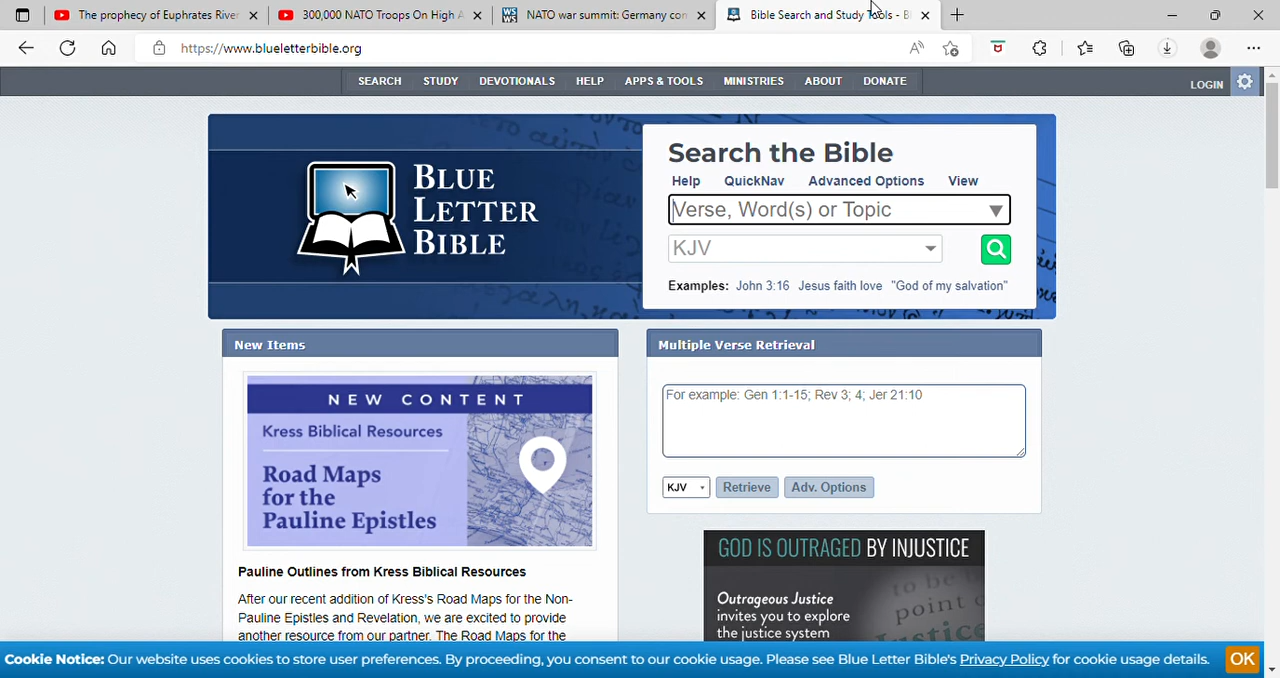 The prophecy of Euphrates River
300,000 NATO Troops On High A
NATO war summit: Germany con
Bible Search and Study Tools - B
https://www.blueletterbible.org
SEARCH STUDY DEVOTIONALS HELP APPS & TOOLS MINISTRIES ABOUT DONATE
LOGIN
BLUE
LETTER
BIBLE
Search the Bible
Help QuickNav Advanced Options View
Verse, Word(s) or Topic
KJV
Examples: John 3:16 Jesus faith love "God of my salvation"
New Items
NEW CONTENT
Kress Biblical Resources
Road Maps
for the
Pauline Epistles
Pauline Outlines from Kress Biblical Resources
After our recent addition of Kress's Road Maps for the Non-
Pauline Epistles and Revelation, we are excited to provide
another resource from our partner. The Road Maps for the
Multiple Verse Retrieval
For example: Gen 1:1-15; Rev 3; 4; Jer 21:10
KJV Retrieve Adv. Options
GOD IS OUTRAGED BY INJUSTICE
Outrageous Justice
invites you to explore
the justice system
to be
point
Justice
Cookie Notice: Our website uses cookies to store user preferences. By proceeding, you consent to our cookie usage. Please see Blue Letter Bible's Privacy Policy for cookie usage details. OK